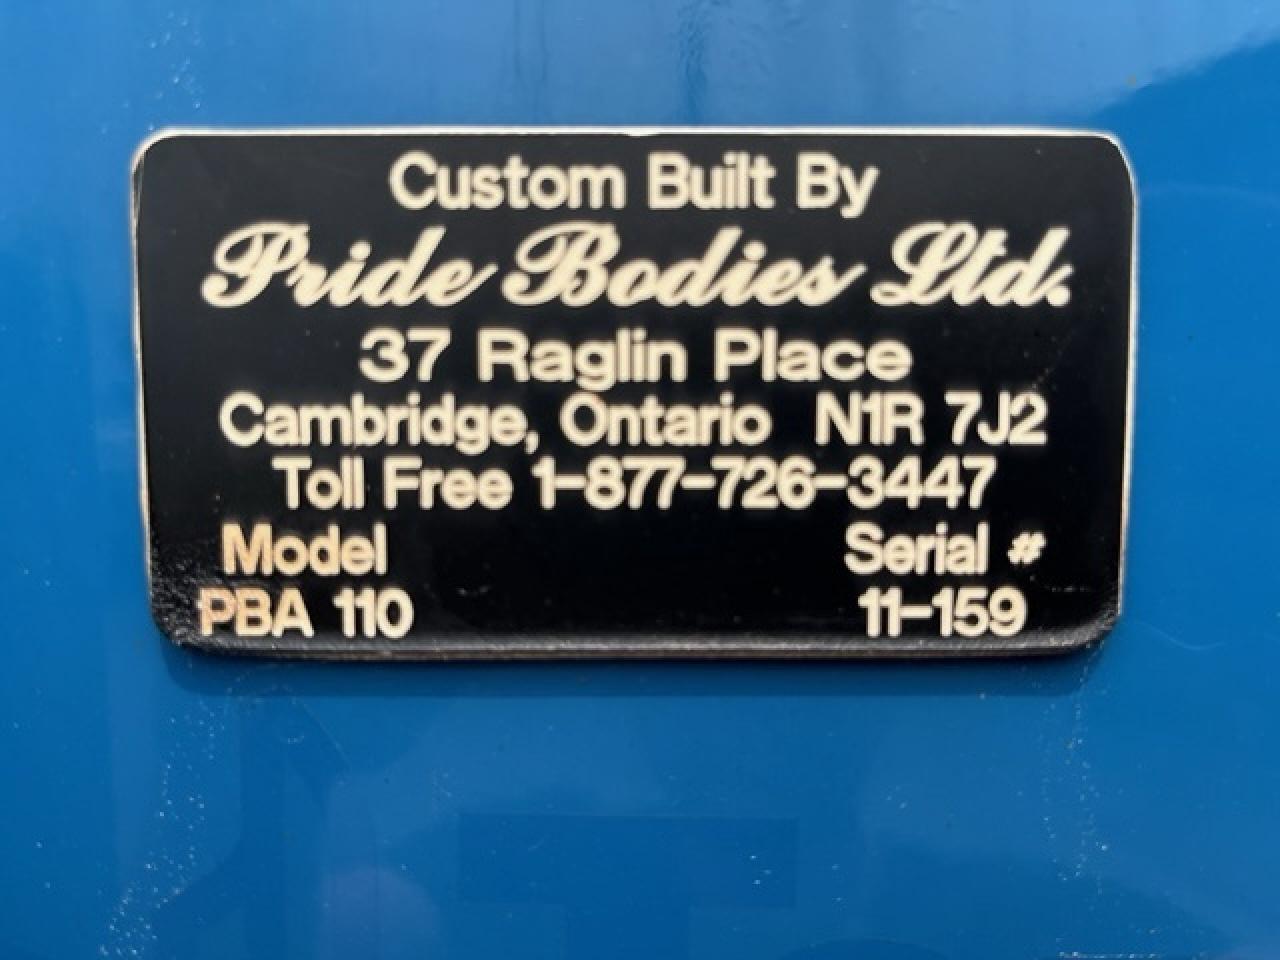 Custom Built By
Pride Bodies Ltd.
37 Raglin Place
Cambridge, Ontario N1R 7J2
Toll Free 1-877-726-3447
Model Serial #
PBA 110 11-159